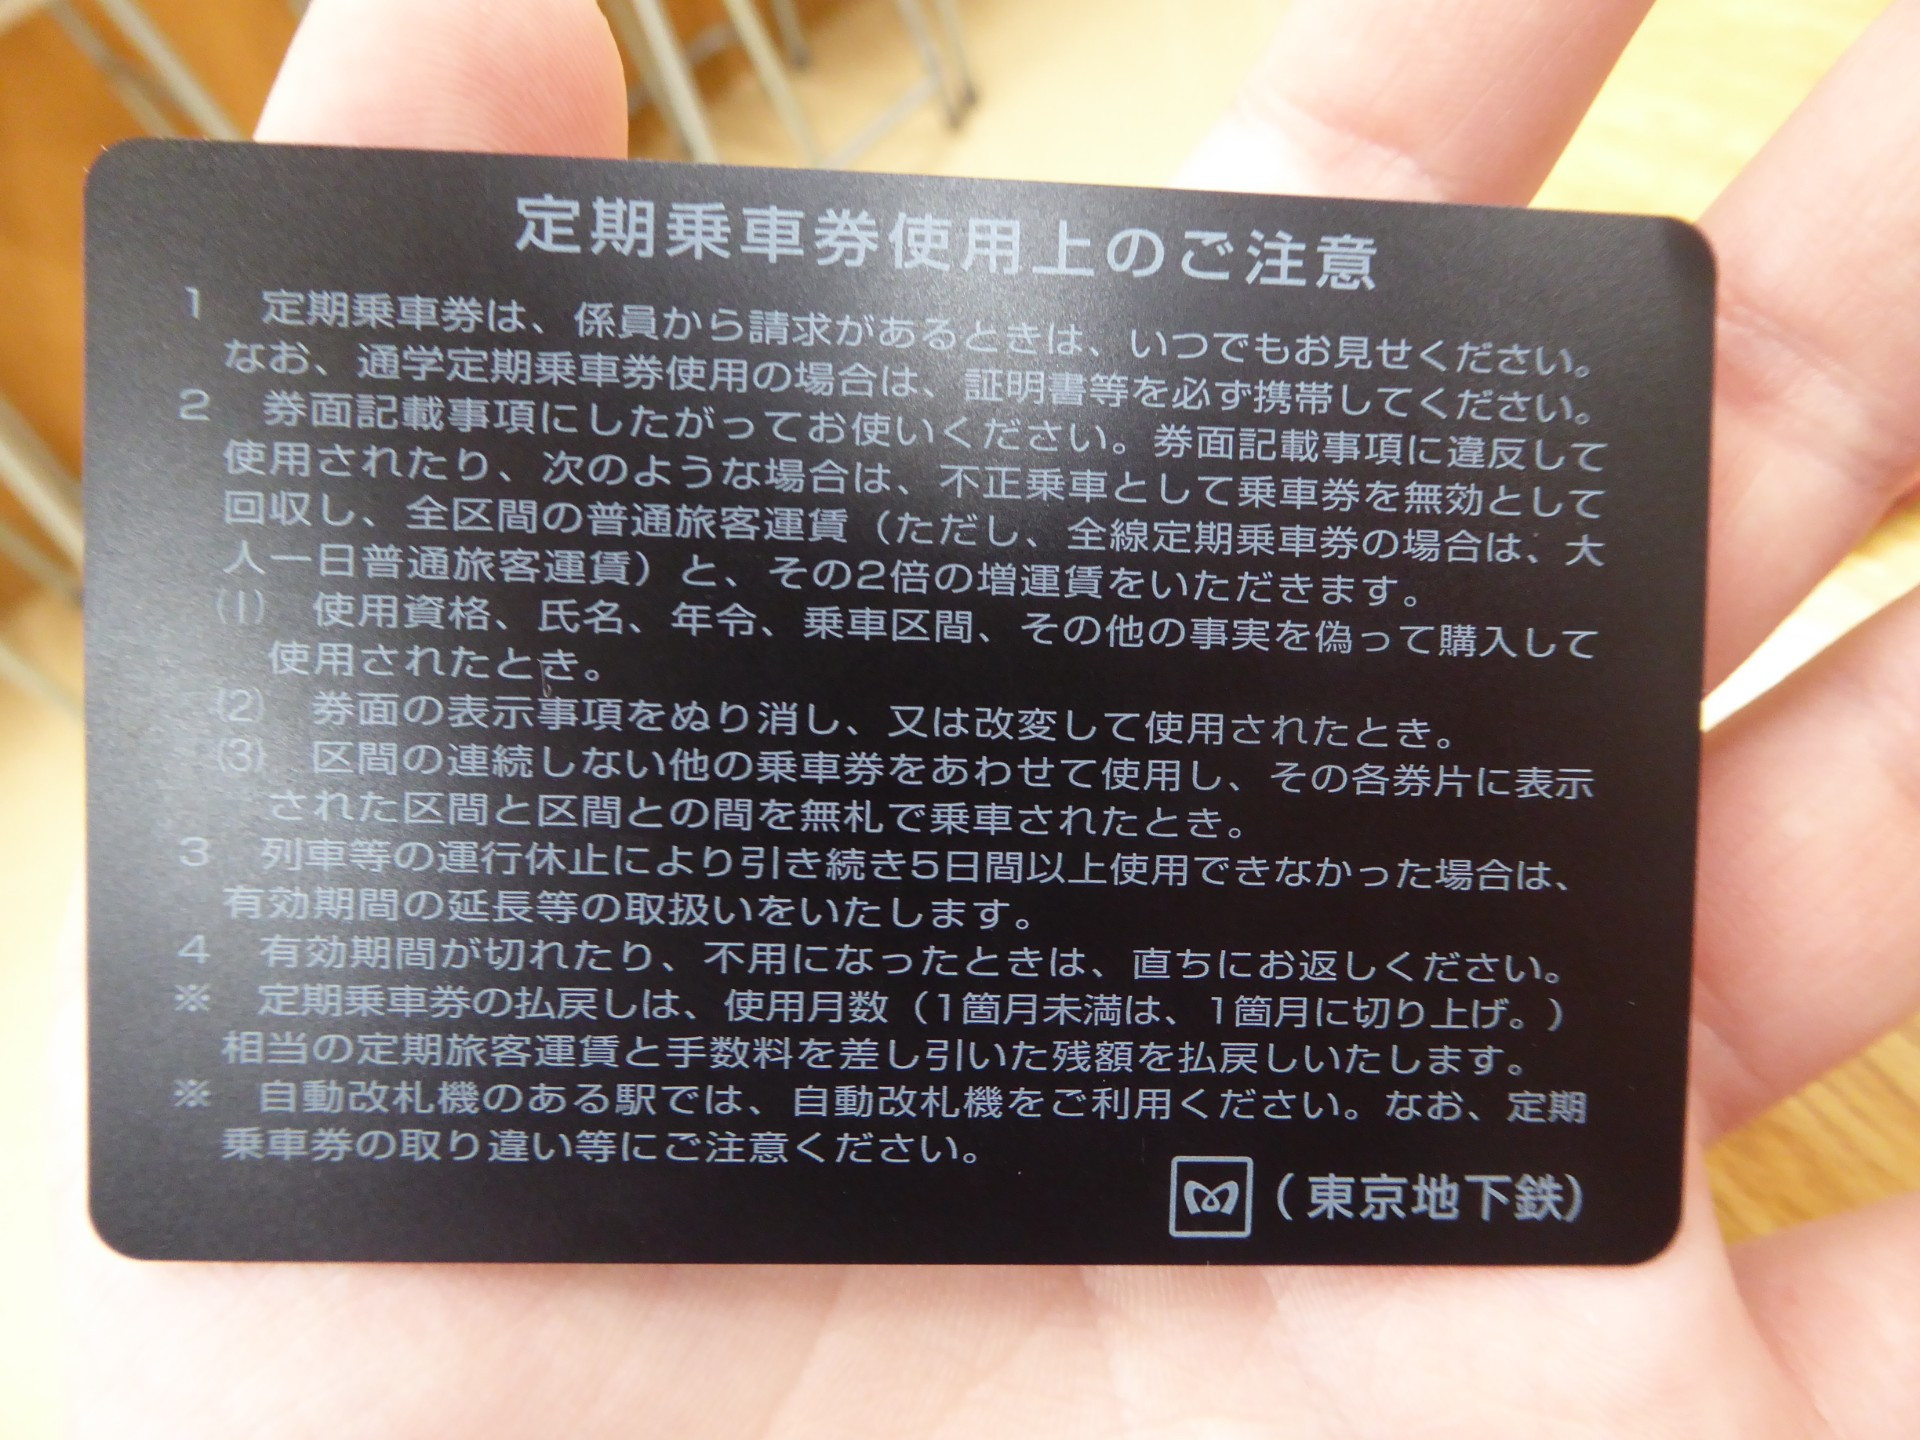 定期乗車券使用上のご注意
1　定期乗車券は、係員から請求があるときは、いつでもお見せください。
なお、通学定期乗車券使用の場合は、証明書等を必ず携帯してください。
2　券面記載事項にしたがってお使いください。券面記載事項に違反して
使用されたり、次のような場合は、不正乗車として乗車券を無効として
回収し、全区間の普通旅客運賃（ただし、全線定期乗車券の場合は、大
人一日普通旅客運賃）と、その2倍の増運賃をいただきます。
(1)　使用資格、氏名、年令、乗車区間、その他の事実を偽って購入して
使用されたとき。
(2)　券面の表示事項をぬり消し、又は改変して使用されたとき。
(3)　区間の連続しない他の乗車券をあわせて使用し、その各券片に表示
された区間と区間との間を無札で乗車されたとき。
3　列車等の運行休止により引き続き5日間以上使用できなかった場合は、
有効期間の延長等の取扱いをいたします。
4　有効期間が切れたり、不用になったときは、直ちにお返しください。
※　定期乗車券の払戻しは、使用月数（1箇月未満は、1箇月に切り上げ。）
相当の定期旅客運賃と手数料を差し引いた残額を払戻しいたします。
※　自動改札機のある駅では、自動改札機をご利用ください。なお、定期
乗車券の取り違い等にご注意ください。
（東京地下鉄）